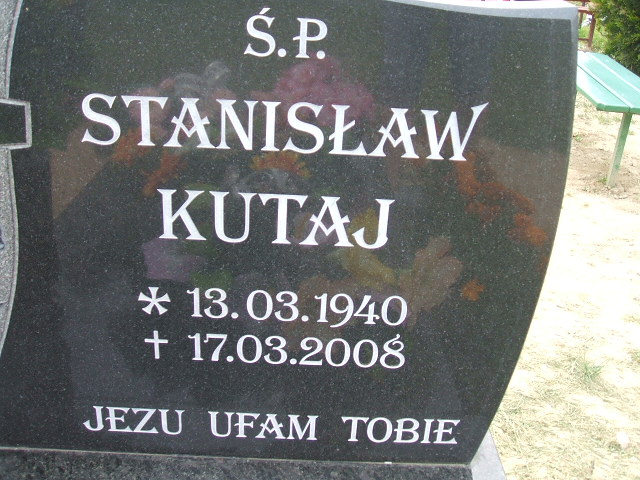 Ś.P.
STANISŁAW
KUTAJ
* 13.03.1940
† 17.03.2008
JEZU UFAM TOBIE